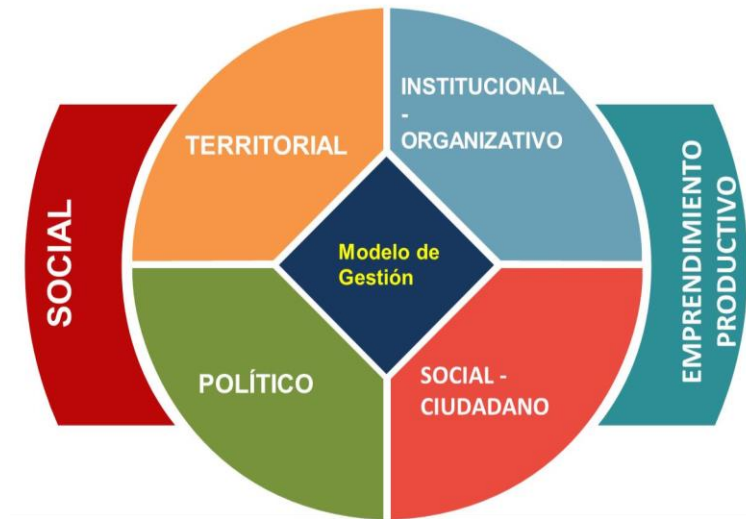 SOCIAL
TERRITORIAL
INSTITUCIONAL
-
ORGANIZATIVO
Modelo de
Gestión
POLÍTICO
SOCIAL -
CIUDADANO
EMPRENDIMIENTO
PRODUCTIVO